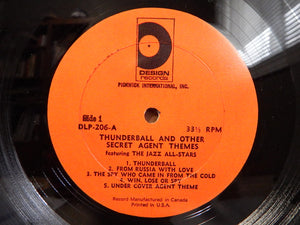 D
DESIGN
records
PICKWICK INTERNATIONAL, INC.
Side 1
DLP-206-A
33⅓ RPM
THUNDERBALL AND OTHER
SECRET AGENT THEMES
featuring THE JAZZ ALL-STARS
1. THUNDERBALL
2. FROM RUSSIA WITH LOVE
3. THE SPY WHO CAME IN FROM THE COLD
4. WIN, LOSE OR SPY
5. UNDER COVER AGENT THEME
Record Manufactured in Canada
Printed in U.S.A.